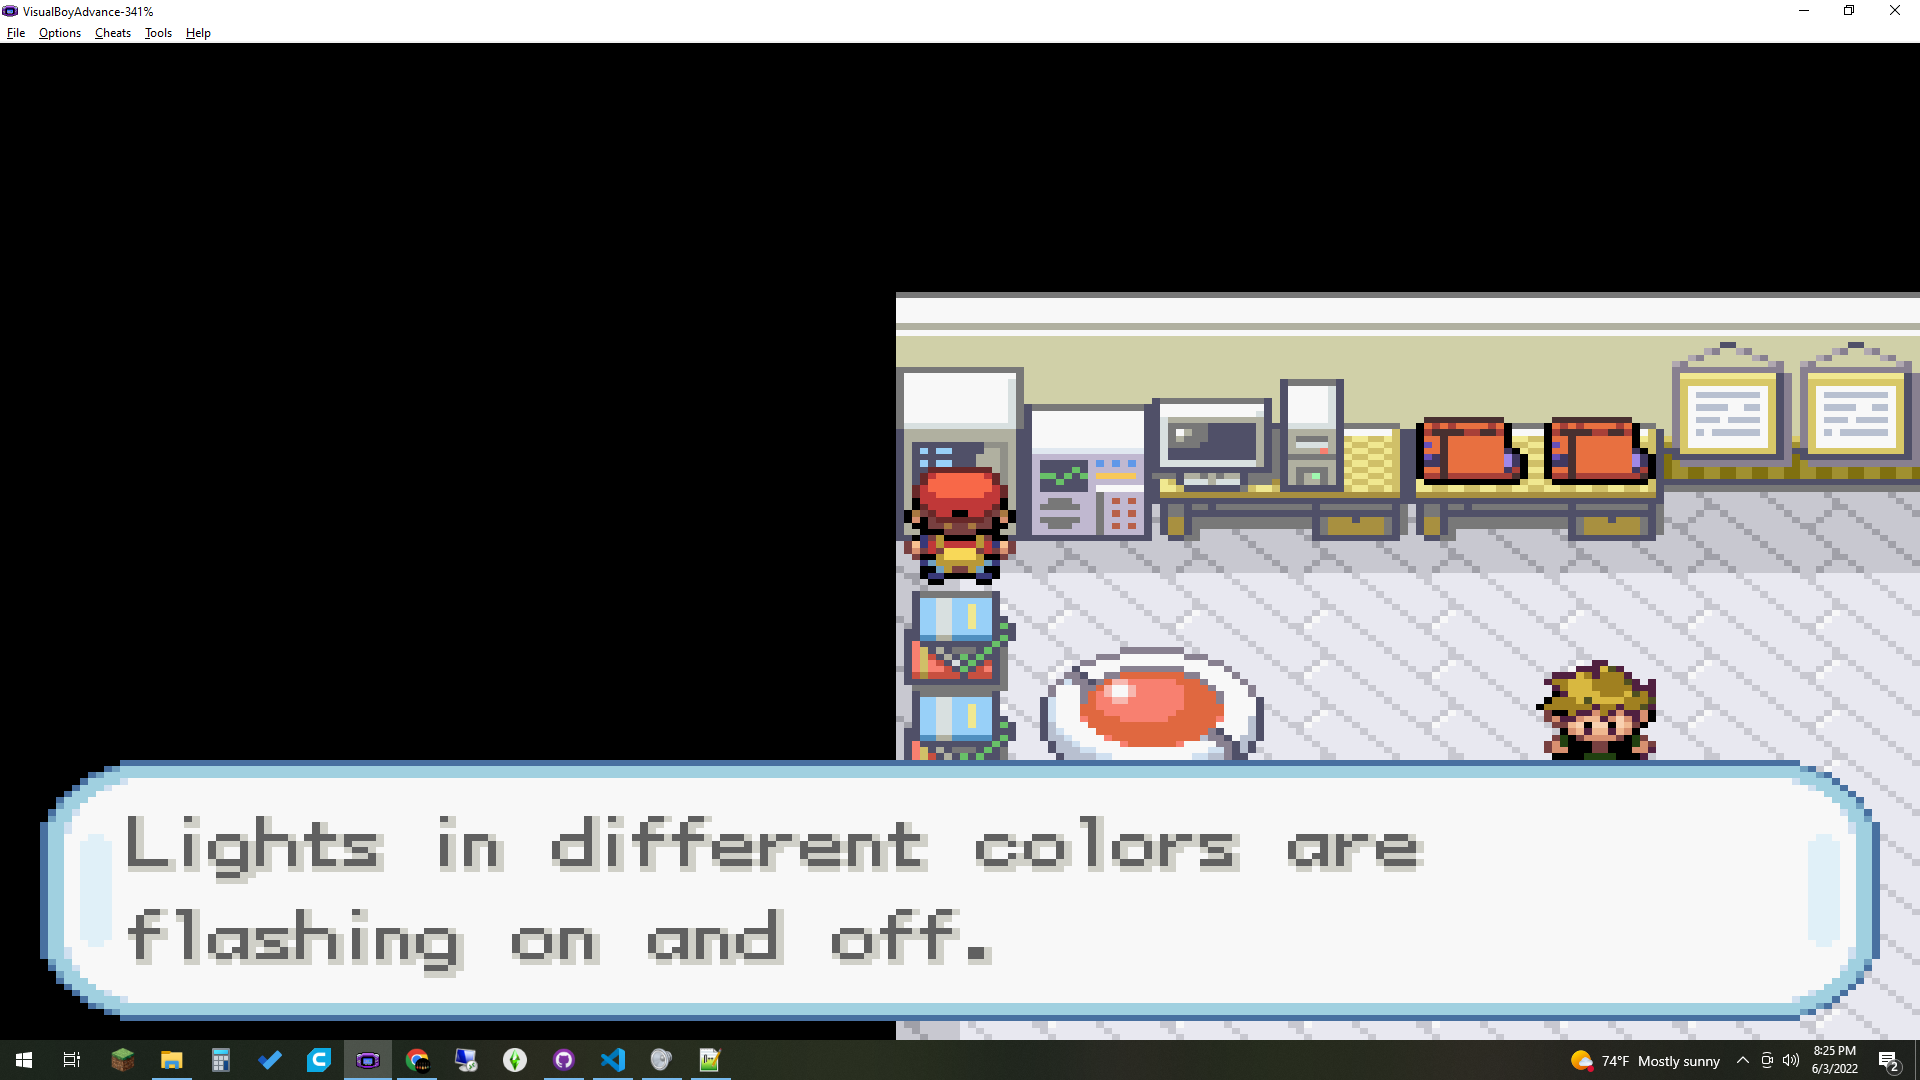 VisualBoyAdvance-341%
File Options Cheats Tools Help
Lights in different colors are
flashing on and off.
74°F Mostly sunny
8:25 PM
6/3/2022
2